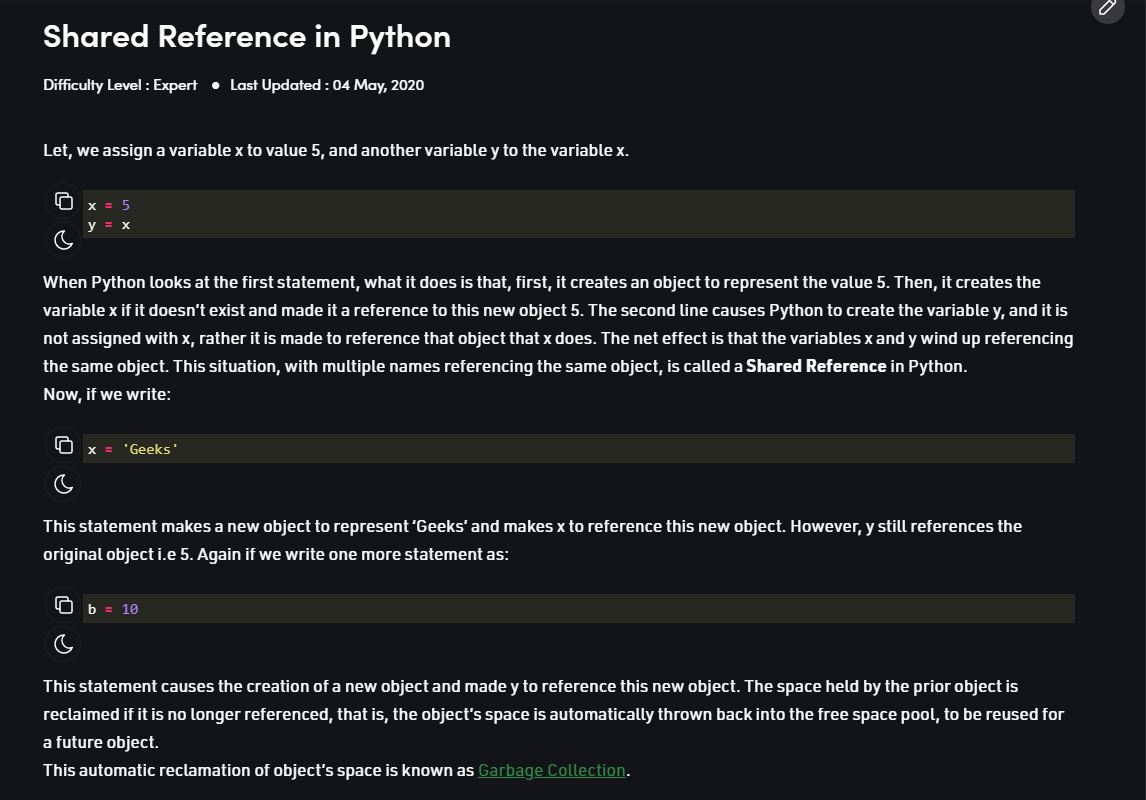 Shared Reference in Python
Difficulty Level : Expert ● Last Updated : 04 May, 2020
Let, we assign a variable x to value 5, and another variable y to the variable x.
x = 5
y = x
When Python looks at the first statement, what it does is that, first, it creates an object to represent the value 5. Then, it creates the
variable x if it doesn’t exist and made it a reference to this new object 5. The second line causes Python to create the variable y, and it is
not assigned with x, rather it is made to reference that object that x does. The net effect is that the variables x and y wind up referencing
the same object. This situation, with multiple names referencing the same object, is called a Shared Reference in Python.
Now, if we write:
x = 'Geeks'
This statement makes a new object to represent ‘Geeks’ and makes x to reference this new object. However, y still references the
original object i.e 5. Again if we write one more statement as:
b = 10
This statement causes the creation of a new object and made y to reference this new object. The space held by the prior object is
reclaimed if it is no longer referenced, that is, the object’s space is automatically thrown back into the free space pool, to be reused for
a future object.
This automatic reclamation of object’s space is known as Garbage Collection.